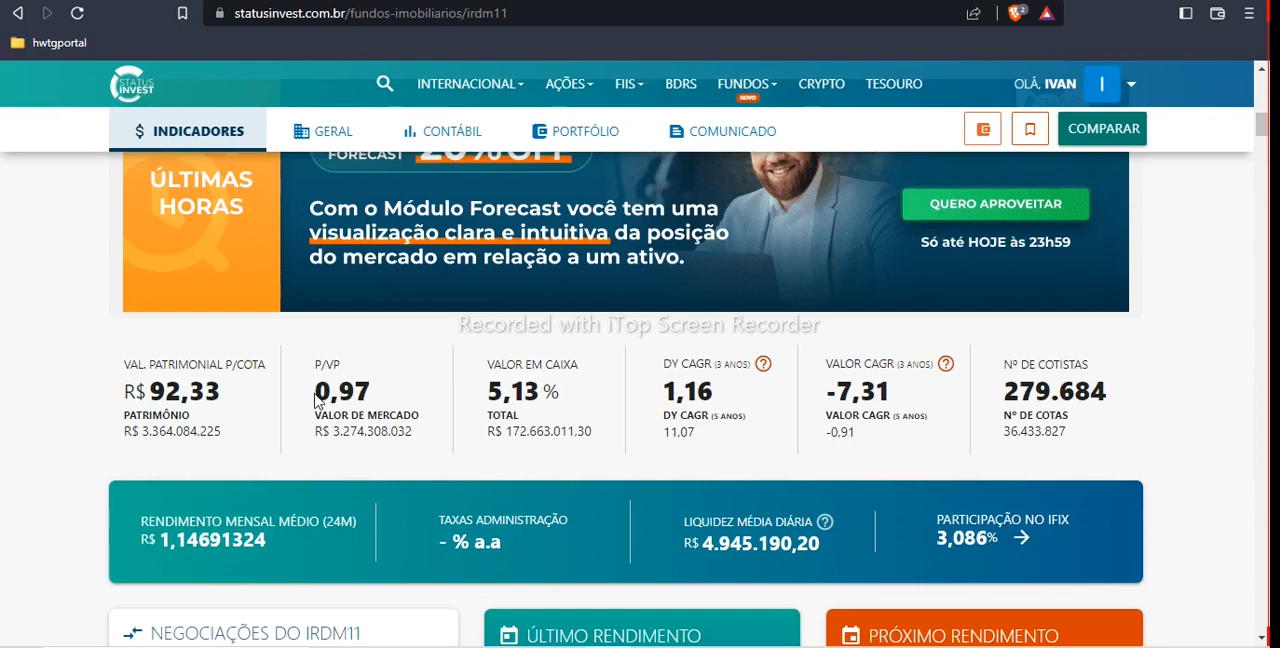 statusinvest.com.br/fundos-imobiliarios/irdm11
2
hwtgportal
STATUS
INVEST
INTERNACIONAL
AÇÕES
FIIS
BDRS
FUNDOS
NOVO
CRYPTO
TESOURO
OLÁ, IVAN
I
$ INDICADORES
GERAL
CONTÁBIL
PORTFÓLIO
COMUNICADO
COMPARAR
FORECAST 20% OFF
ÚLTIMAS
HORAS
Com o Módulo Forecast você tem uma
visualização clara e intuitiva da posição
do mercado em relação a um ativo.
QUERO APROVEITAR
Só até HOJE às 23h59
Recorded with iTop Screen Recorder
VAL. PATRIMONIAL P/COTA
R$ 92,33
PATRIMÔNIO
R$ 3.364.084.225
P/VP
0,97
VALOR DE MERCADO
R$ 3.274.308.032
VALOR EM CAIXA
5,13 %
TOTAL
R$ 172.663.011,30
DY CAGR (3 ANOS) ?
1,16
DY CAGR (5 ANOS)
11,07
VALOR CAGR (3 ANOS) ?
-7,31
VALOR CAGR (5 ANOS)
-0,91
Nº DE COTISTAS
279.684
Nº DE COTAS
36.433.827
RENDIMENTO MENSAL MÉDIO (24M)
R$ 1,14691324
TAXAS ADMINISTRAÇÃO
- % a.a
LIQUIDEZ MÉDIA DIÁRIA ?
R$ 4.945.190,20
PARTICIPAÇÃO NO IFIX
3,086% →
NEGOCIAÇÕES DO IRDM11
ÚLTIMO RENDIMENTO
PRÓXIMO RENDIMENTO